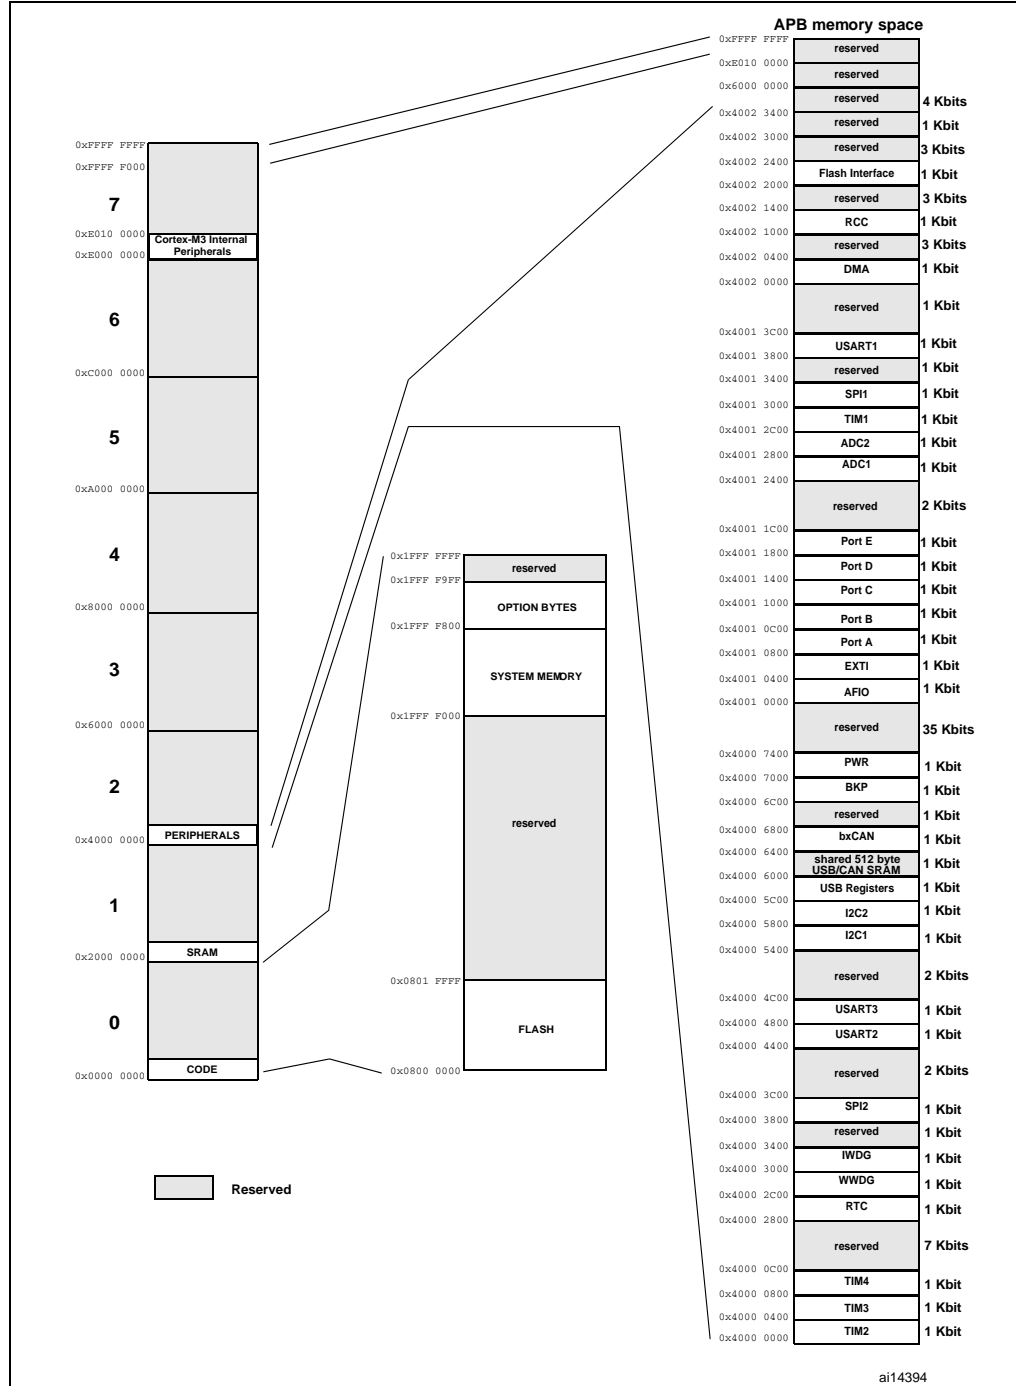 APB memory space
0xFFFF FFFF
reserved
0xE010 0000
reserved
0x6000 0000
reserved 4 Kbits
0x4002 3400
reserved 1 Kbit
0x4002 3000
reserved 3 Kbits
0x4002 2400
Flash Interface 1 Kbit
0x4002 2000
reserved 3 Kbits
0x4002 1400
RCC 1 Kbit
0x4002 1000
reserved 3 Kbits
0x4002 0400
DMA 1 Kbit
0x4002 0000
reserved 1 Kbit
0x4001 3C00
USART1 1 Kbit
0x4001 3800
reserved 1 Kbit
0x4001 3400
SPI1 1 Kbit
0x4001 3000
TIM1 1 Kbit
0x4001 2C00
ADC2 1 Kbit
0x4001 2800
ADC1 1 Kbit
0x4001 2400
reserved 2 Kbits
0x4001 1C00
Port E 1 Kbit
0x4001 1800
Port D 1 Kbit
0x4001 1400
Port C 1 Kbit
0x4001 1000
Port B 1 Kbit
0x4001 0C00
Port A 1 Kbit
0x4001 0800
EXTI 1 Kbit
0x4001 0400
AFIO 1 Kbit
0x4001 0000
reserved 35 Kbits
0x4000 7400
PWR 1 Kbit
0x4000 7000
BKP 1 Kbit
0x4000 6C00
reserved 1 Kbit
0x4000 6800
bxCAN 1 Kbit
0x4000 6400
shared 512 byte
USB/CAN SRAM 1 Kbit
0x4000 6000
USB Registers 1 Kbit
0x4000 5C00
I2C2 1 Kbit
0x4000 5800
I2C1 1 Kbit
0x4000 5400
reserved 2 Kbits
0x4000 4C00
USART3 1 Kbit
0x4000 4800
USART2 1 Kbit
0x4000 4400
reserved 2 Kbits
0x4000 3C00
SPI2 1 Kbit
0x4000 3800
reserved 1 Kbit
0x4000 3400
IWDG 1 Kbit
0x4000 3000
WWDG 1 Kbit
0x4000 2C00
RTC 1 Kbit
0x4000 2800
reserved 7 Kbits
0x4000 0C00
TIM4 1 Kbit
0x4000 0800
TIM3 1 Kbit
0x4000 0400
TIM2 1 Kbit
0x4000 0000
0xFFFF FFFF
0xFFFF F000
7
0xE010 0000
Cortex-M3 Internal
Peripherals
0xE000 0000
6
0xC000 0000
5
0xA000 0000
4
0x8000 0000
3
0x6000 0000
2
0x4000 0000
PERIPHERALS
1
0x2000 0000
SRAM
0
0x0000 0000
CODE
0x1FFF FFFF
reserved
0x1FFF F9FF
OPTION BYTES
0x1FFF F800
SYSTEM MEMORY
0x1FFF F000
reserved
0x0801 FFFF
FLASH
0x0800 0000
Reserved
ai14394